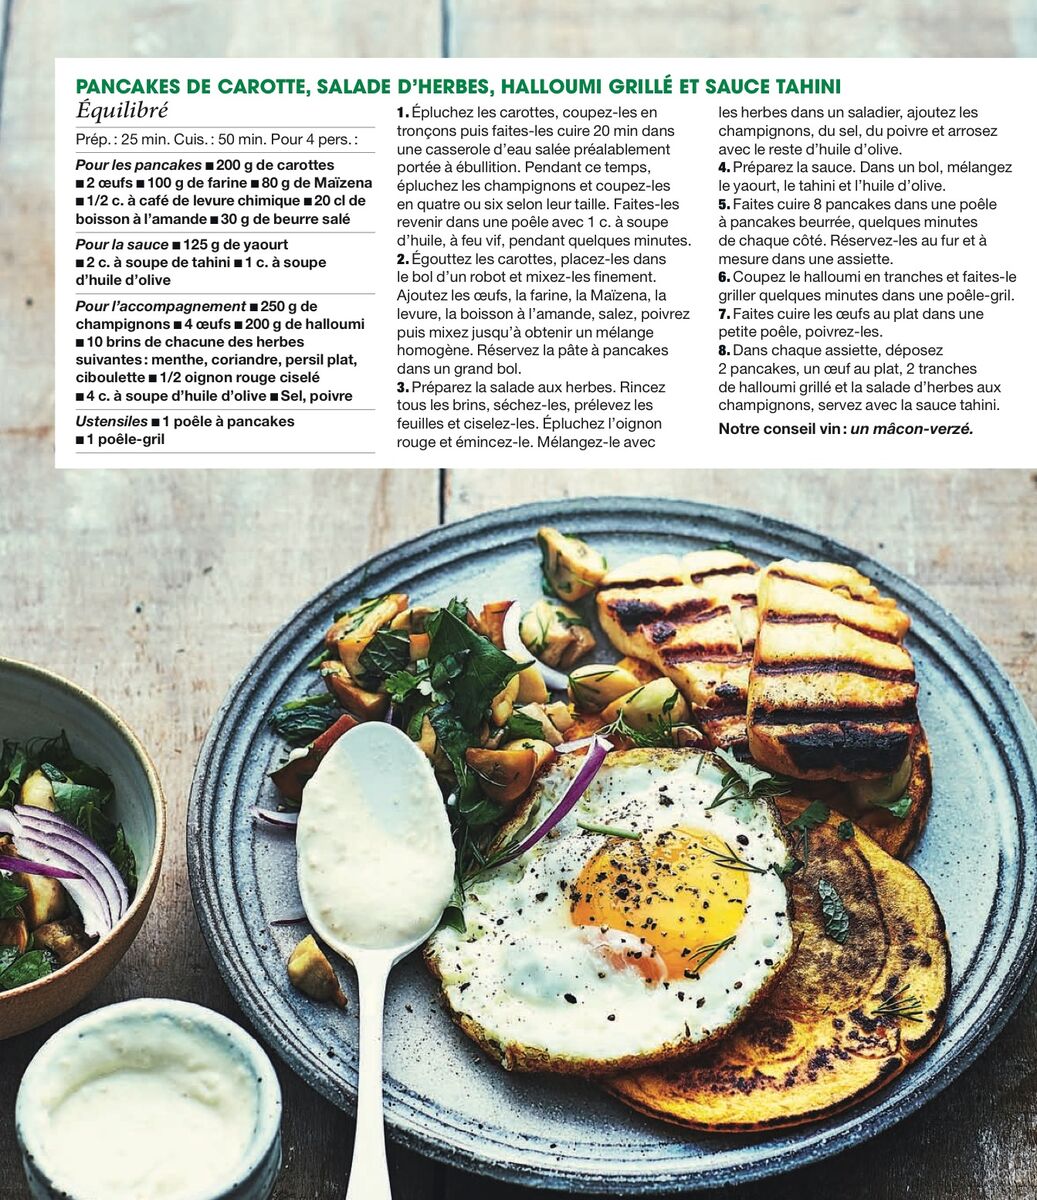 PANCAKES DE CAROTTE, SALADE D’HERBES, HALLOUMI GRILLÉ ET SAUCE TAHINI
Équilibré
Prép. : 25 min. Cuis. : 50 min. Pour 4 pers. :
Pour les pancakes ■ 200 g de carottes
■ 2 œufs ■ 100 g de farine ■ 80 g de Maïzena
■ 1/2 c. à café de levure chimique ■ 20 cl de
boisson à l’amande ■ 30 g de beurre salé
Pour la sauce ■ 125 g de yaourt
■ 2 c. à soupe de tahini ■ 1 c. à soupe
d’huile d’olive
Pour l’accompagnement ■ 250 g de
champignons ■ 4 œufs ■ 200 g de halloumi
■ 10 brins de chacune des herbes
suivantes : menthe, coriandre, persil plat,
ciboulette ■ 1/2 oignon rouge ciselé
■ 4 c. à soupe d’huile d’olive ■ Sel, poivre
Ustensiles ■ 1 poêle à pancakes
■ 1 poêle-gril
1. Épluchez les carottes, coupez-les en
tronçons puis faites-les cuire 20 min dans
une casserole d’eau salée préalablement
portée à ébullition. Pendant ce temps,
épluchez les champignons et coupez-les
en quatre ou six selon leur taille. Faites-les
revenir dans une poêle avec 1 c. à soupe
d’huile, à feu vif, pendant quelques minutes.
2. Égouttez les carottes, placez-les dans
le bol d’un robot et mixez-les finement.
Ajoutez les œufs, la farine, la Maïzena, la
levure, la boisson à l’amande, salez, poivrez
puis mixez jusqu’à obtenir un mélange
homogène. Réservez la pâte à pancakes
dans un grand bol.
3. Préparez la salade aux herbes. Rincez
tous les brins, séchez-les, prélevez les
feuilles et ciselez-les. Épluchez l’oignon
rouge et émincez-le. Mélangez-le avec
les herbes dans un saladier, ajoutez les
champignons, du sel, du poivre et arrosez
avec le reste d’huile d’olive.
4. Préparez la sauce. Dans un bol, mélangez
le yaourt, le tahini et l’huile d’olive.
5. Faites cuire 8 pancakes dans une poêle
à pancakes beurrée, quelques minutes
de chaque côté. Réservez-les au fur et à
mesure dans une assiette.
6. Coupez le halloumi en tranches et faites-le
griller quelques minutes dans une poêle-gril.
7. Faites cuire les œufs au plat dans une
petite poêle, poivrez-les.
8. Dans chaque assiette, déposez
2 pancakes, un œuf au plat, 2 tranches
de halloumi grillé et la salade d’herbes aux
champignons, servez avec la sauce tahini.
Notre conseil vin : un mâcon-verzé.